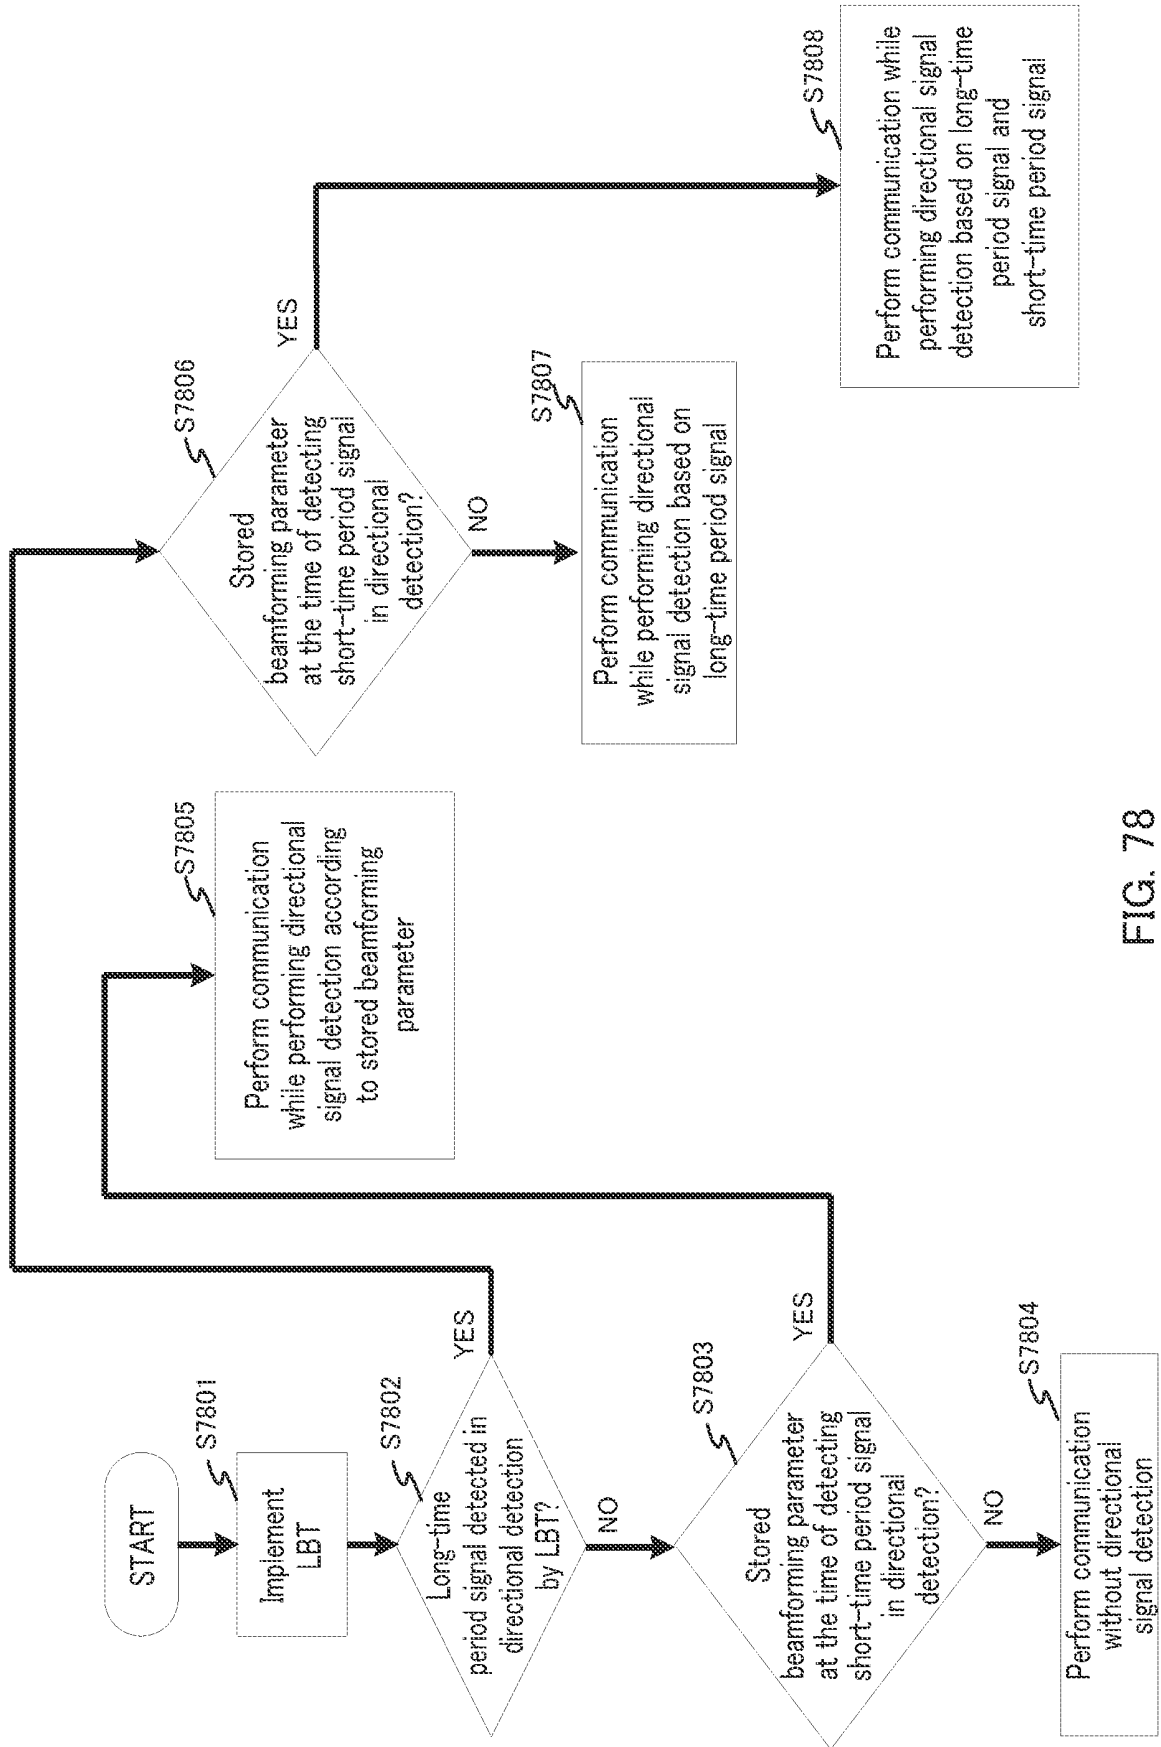 START
S7801
Implement
LBT
S7802
Long-time
period signal detected in
directional detection
by LBT?
YES
NO
S7803
Stored
beamforming parameter
at the time of detecting
short-time period signal
in directional
detection?
YES
NO
S7804
Perform communication
without directional
signal detection
S7805
Perform communication
while performing directional
signal detection according
to stored beamforming
parameter
S7806
Stored
beamforming parameter
at the time of detecting
short-time period signal
in directional
detection?
YES
NO
S7807
Perform communication
while performing directional
signal detection based on
long-time period signal
S7808
Perform communication while
performing directional signal
detection based on long-time
period signal and
short-time period signal
FIG. 78